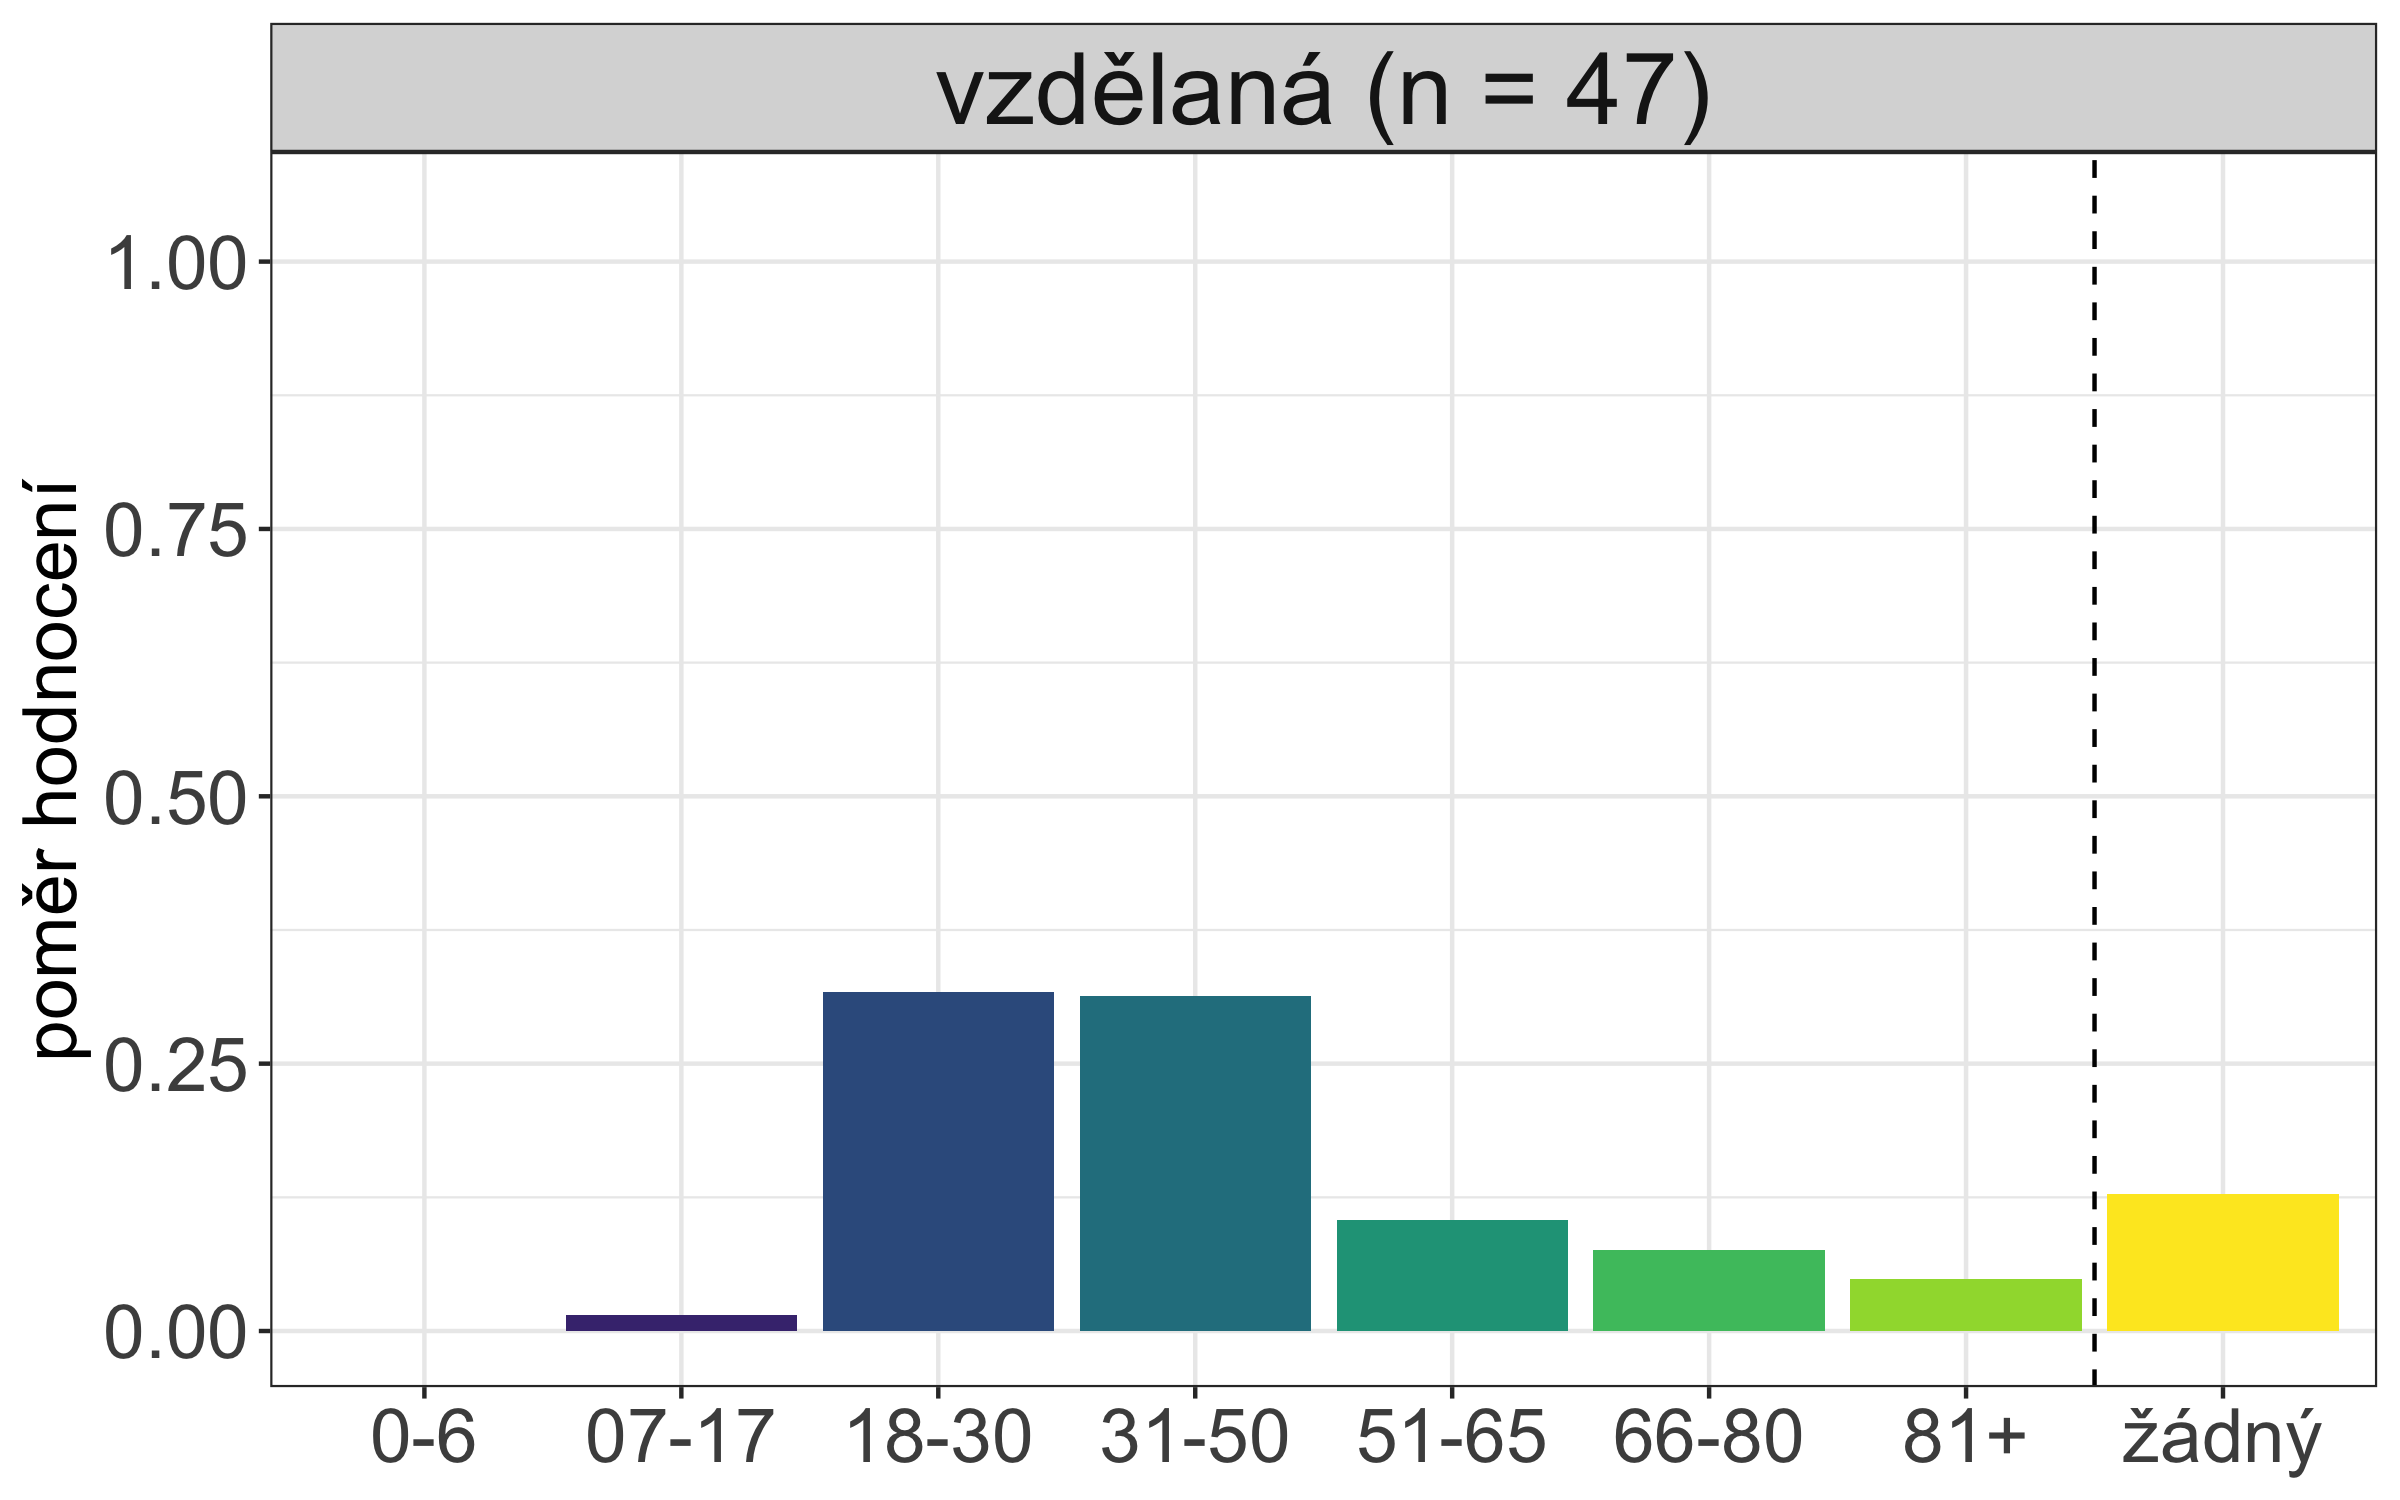 vzdělaná (n = 47)
poměr hodnocení
1.00
0.75
0.50
0.25
0.00
0-6 07-17 18-30 31-50 51-65 66-80 81+ žádný